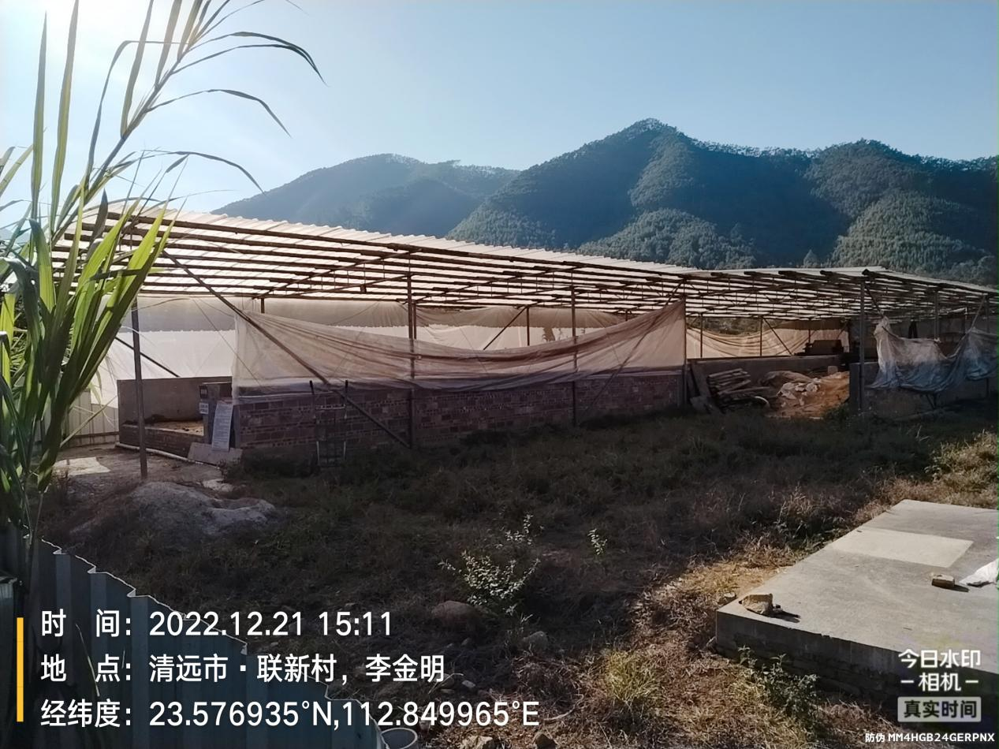 时 间：2022.12.21 15:11
地 点：清远市·联新村，李金明
经纬度：23.576935°N,112.849965°E
今日水印
－相机－
真实时间
防伪 MM4HGB24GERPNX